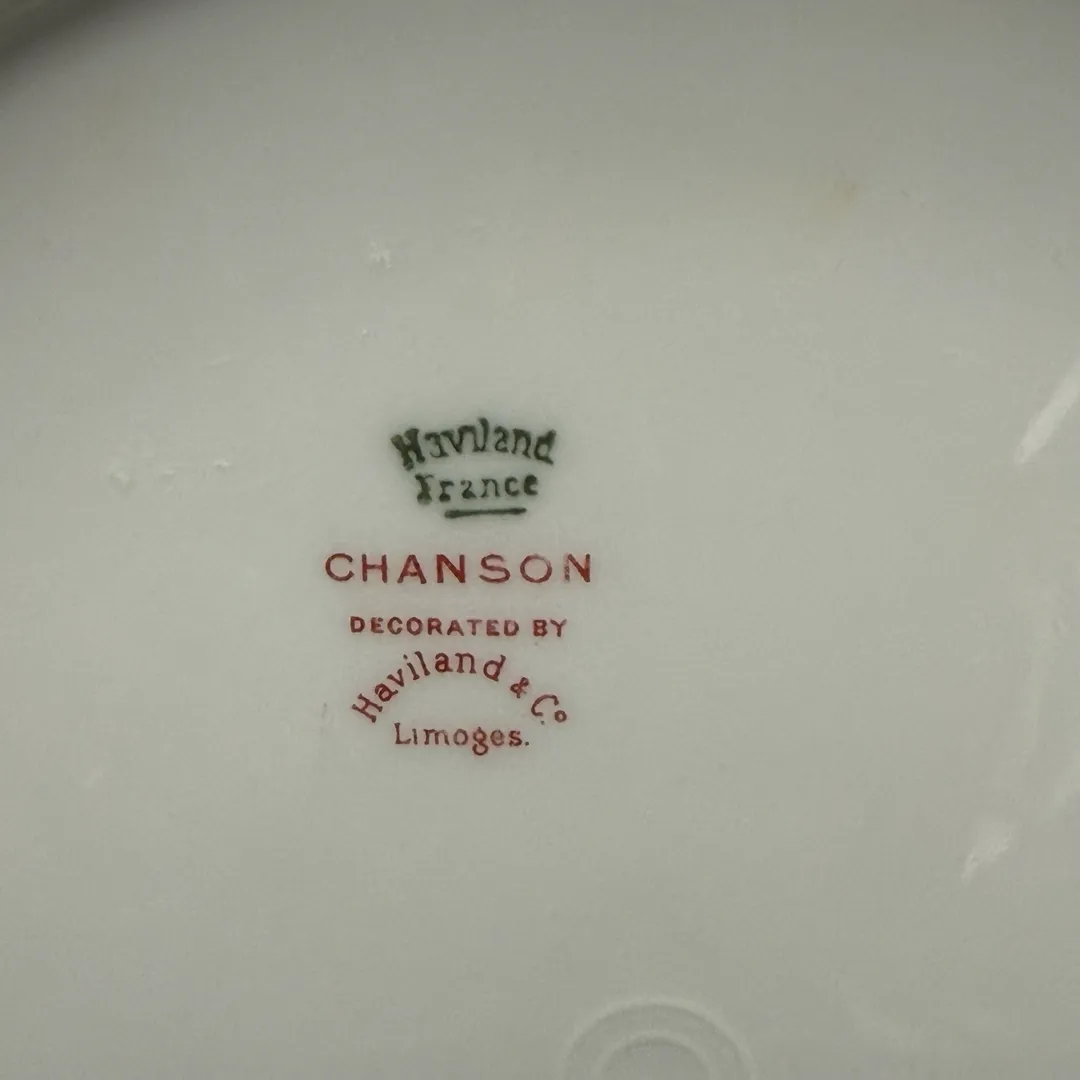 Haviland
France
CHANSON
DECORATED BY
Haviland & Co
Limoges.